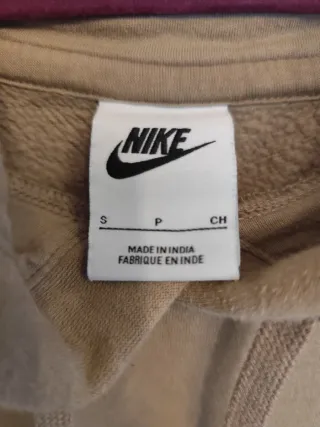 NIKE
S P CH
MADE IN INDIA
FABRIQUE EN INDE